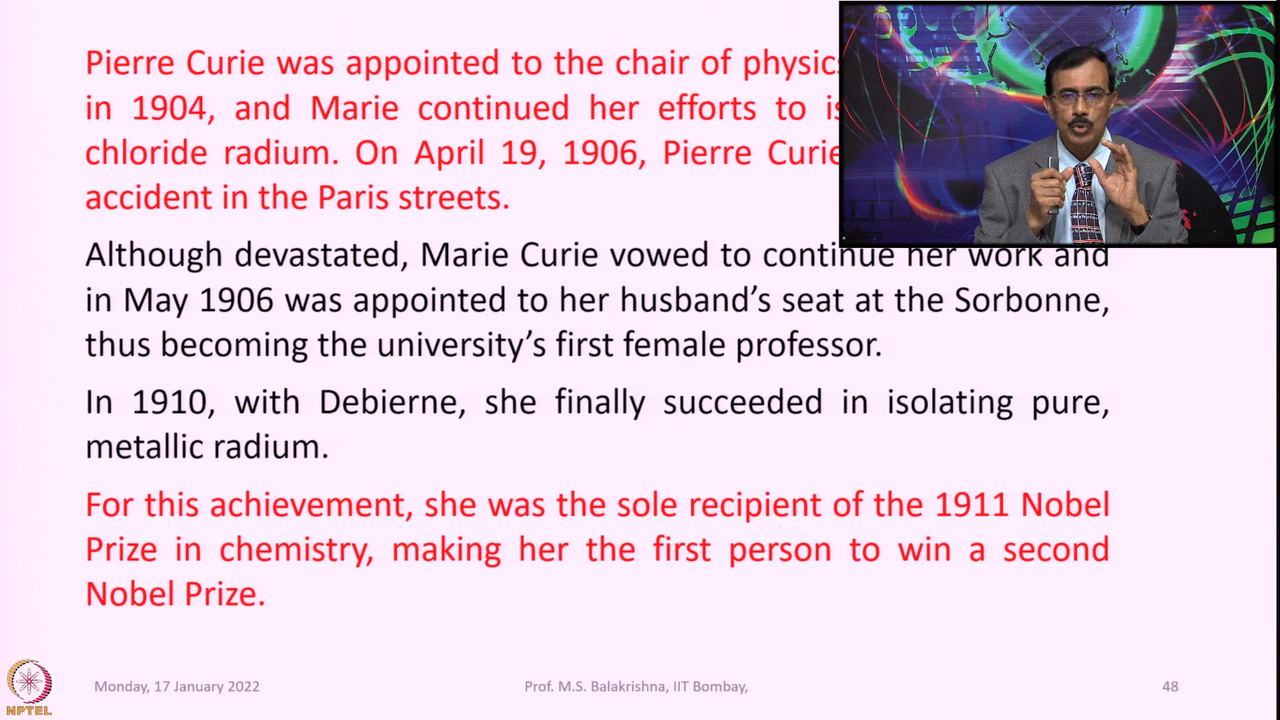 Pierre Curie was appointed to the chair of physics
in 1904, and Marie continued her efforts to
chloride radium. On April 19, 1906, Pierre Curie
accident in the Paris streets.
Although devastated, Marie Curie vowed to continue her work and
in May 1906 was appointed to her husband’s seat at the Sorbonne,
thus becoming the university’s first female professor.
In 1910, with Debierne, she finally succeeded in isolating pure,
metallic radium.
For this achievement, she was the sole recipient of the 1911 Nobel
Prize in chemistry, making her the first person to win a second
Nobel Prize.
NPTEL
Monday, 17 January 2022
Prof. M.S. Balakrishna, IIT Bombay,
48